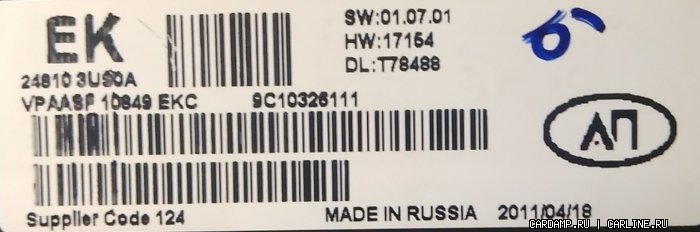 EK
SW:01.07.01
HW:17154
DL:T78488
24810 3US0A
VPAASF 10849 EKC 9C10326111
АП
Supplier Code 124 MADE IN RUSSIA 2011/04/18
CARDAMP.RU | CARLINE.RU